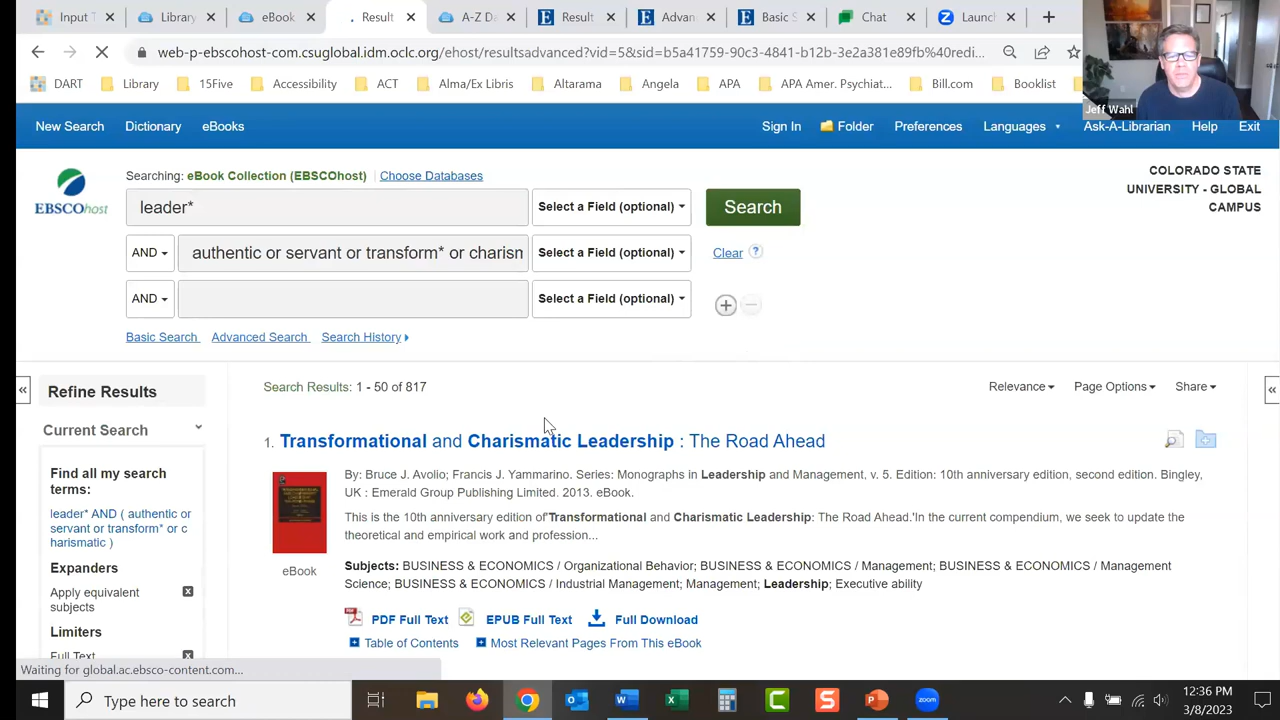 Input T
Library
eBook
Result
A-Z Da
Result
Advan
Basic S
Chat
Launc
web-p-ebscohost-com.csuglobal.idm.oclc.org/ehost/resultsadvanced?vid=5&sid=b5a41759-90c3-4841-b12b-3e2a381e89fb%40redi...
DART
Library
15Five
Accessibility
ACT
Alma/ExLibris
Altarama
Angela
APA
APA Amer. Psychiat...
Bill.com
Booklist
Jeff Wahl
New Search
Dictionary
eBooks
Sign In
Folder
Preferences
Languages
Ask-A-Librarian
Help
Exit
EBSCOhost
Searching: eBook Collection (EBSCOhost)
Choose Databases
COLORADO STATE
UNIVERSITY - GLOBAL
CAMPUS
leader*
Select a Field (optional)
Search
AND
authentic or servant or transform* or charism
Select a Field (optional)
Clear
?
AND
Select a Field (optional)
Basic Search
Advanced Search
Search History
Refine Results
Search Results: 1 - 50 of 817
Relevance
Page Options
Share
Current Search
Find all my search
terms:
leader* AND ( authentic or
servant or transform* or c
harismatic )
Expanders
Apply equivalent
subjects
Limiters
Full Text
1. Transformational and Charismatic Leadership : The Road Ahead
eBook
By: Bruce J. Avolio; Francis J. Yammarino. Series: Monographs in Leadership and Management, v. 5. Edition: 10th anniversary edition, second edition. Bingley,
UK : Emerald Group Publishing Limited. 2013. eBook.
This is the 10th anniversary edition of'Transformational and Charismatic Leadership: The Road Ahead.'In the current compendium, we seek to update the
theoretical and empirical work and profession...
Subjects: BUSINESS & ECONOMICS / Organizational Behavior; BUSINESS & ECONOMICS / Management; BUSINESS & ECONOMICS / Management
Science; BUSINESS & ECONOMICS / Industrial Management; Management; Leadership; Executive ability
PDF Full Text
EPUB Full Text
Full Download
Table of Contents
Most Relevant Pages From This eBook
Waiting for global.ac.ebsco-content.com...
Type here to search
12:36 PM
3/8/2023